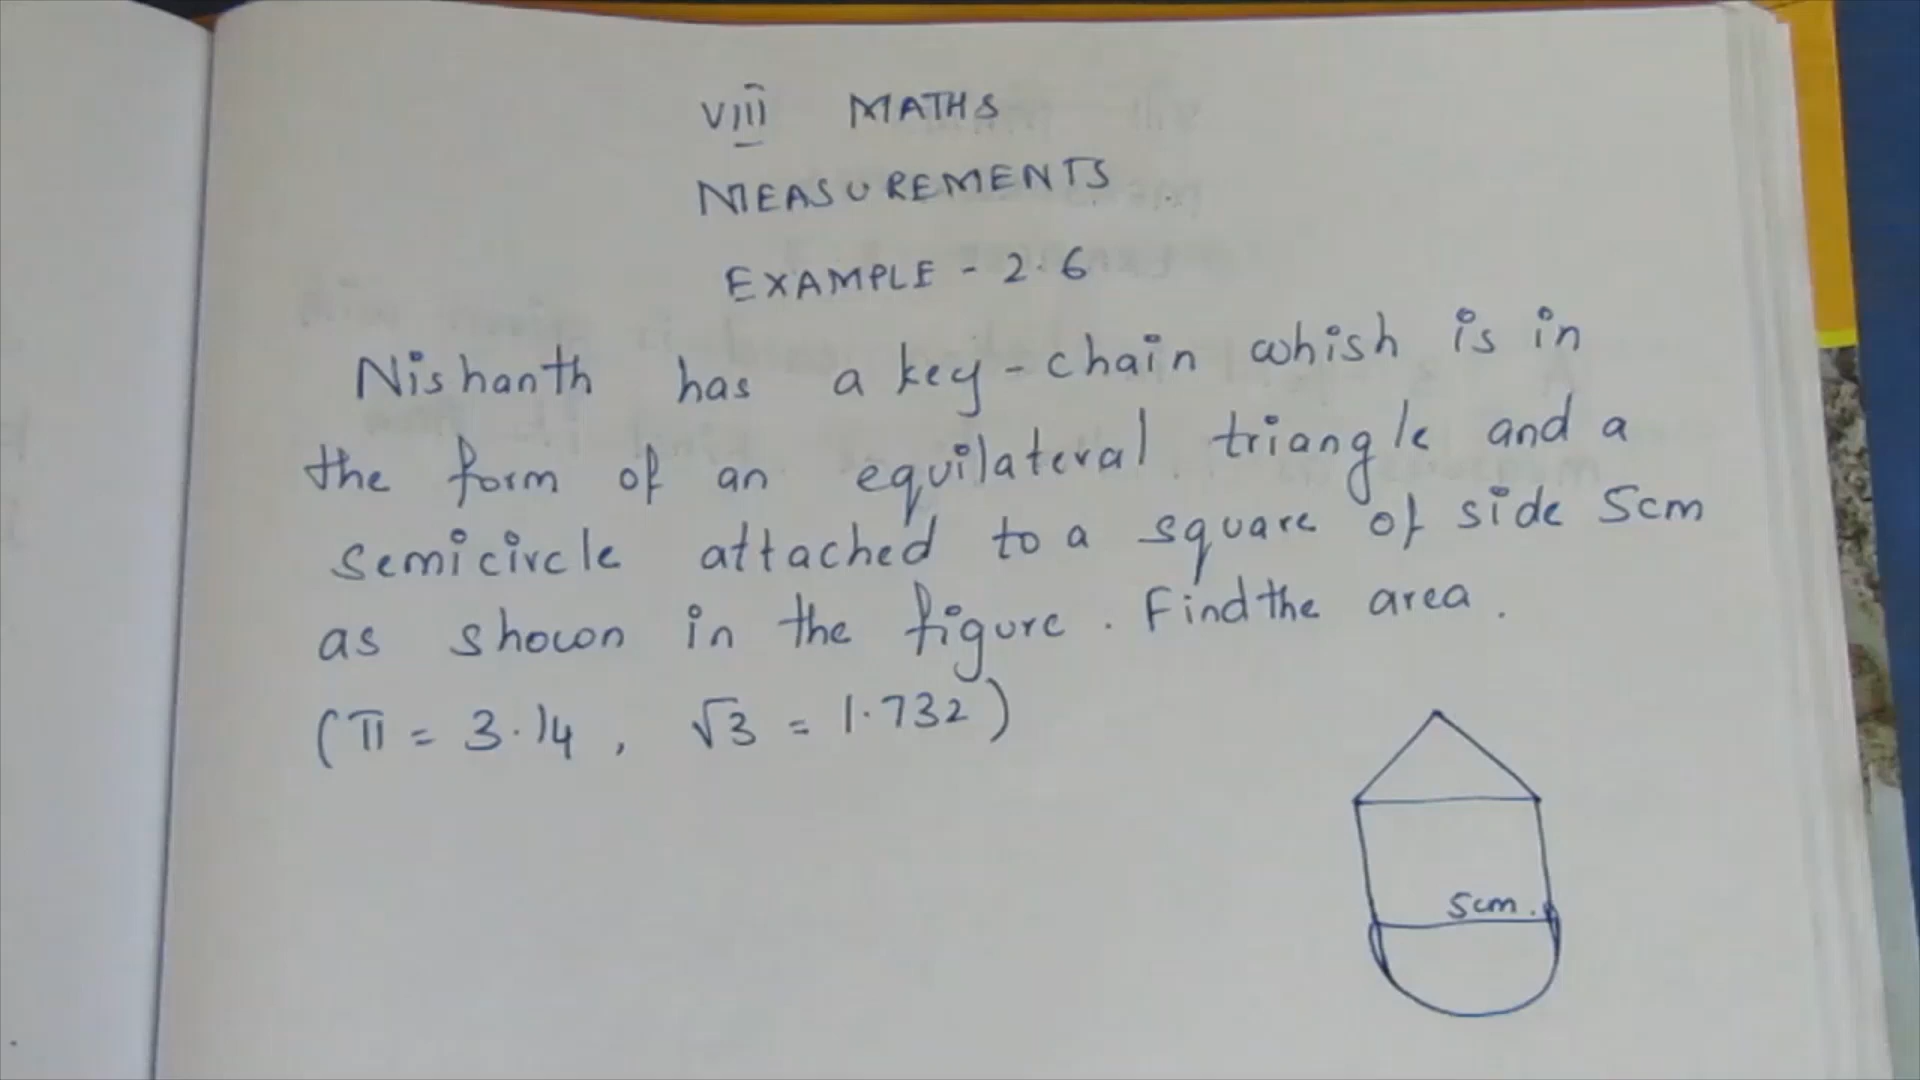 VIII MATHS
MEASUREMENTS
EXAMPLE - 2.6
Nishanth has a key-chain whish is in
the form of an equilateral triangle and a
semicircle attached to a square of side 5cm
as shown in the figure. Find the area.
(π = 3.14, √3 = 1.732)
5cm.